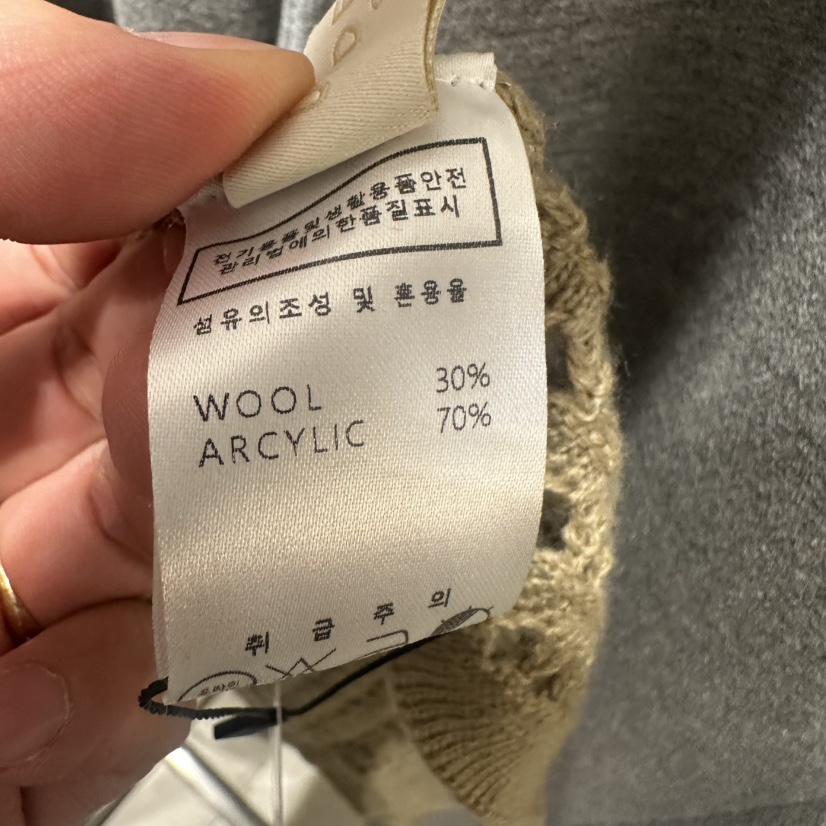 전기용품및생활용품안전
관리법에의한품질표시
섬유의조성 및 혼용율
WOOL 30%
ARCYLIC 70%
취급주의